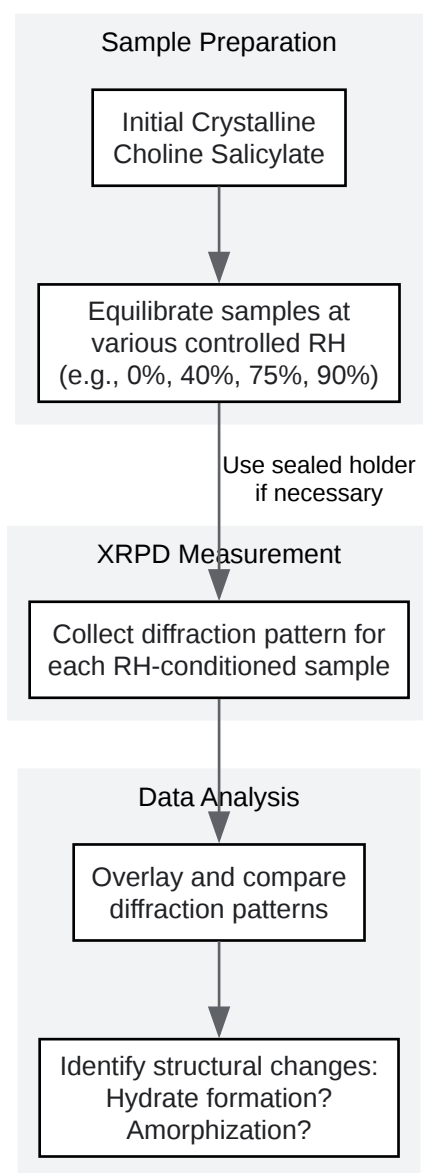 Sample Preparation
Initial Crystalline
Choline Salicylate
Equilibrate samples at
various controlled RH
(e.g., 0%, 40%, 75%, 90%)
Use sealed holder
if necessary
XRPD Measurement
Collect diffraction pattern for
each RH-conditioned sample
Data Analysis
Overlay and compare
diffraction patterns
Identify structural changes:
Hydrate formation?
Amorphization?